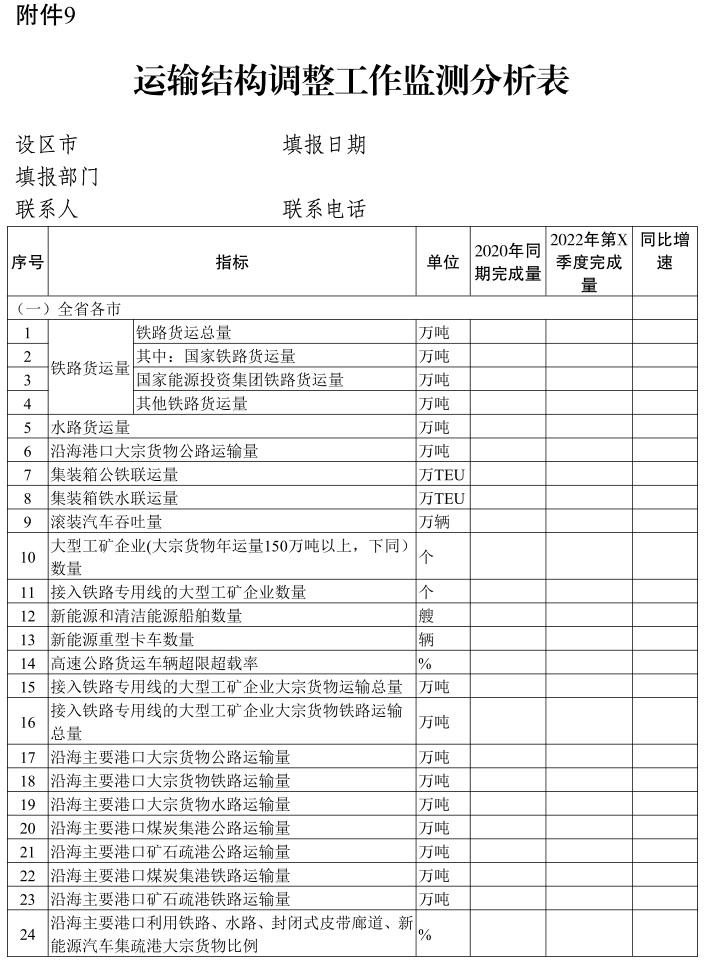 附件9
运输结构调整工作监测分析表
设区市 填报日期
填报部门
联系人 联系电话
序号 指标 单位 2020年同期完成量 2022年第X季度完成量 同比增速
（一）全省各市
1 铁路货运量 铁路货运总量 万吨
2 其中：国家铁路货运量 万吨
3 国家能源投资集团铁路货运量 万吨
4 其他铁路货运量 万吨
5 水路货运量 万吨
6 沿海港口大宗货物公路运输量 万吨
7 集装箱公铁联运量 万TEU
8 集装箱铁水联运量 万TEU
9 滚装汽车吞吐量 万辆
10 大型工矿企业(大宗货物年运量150万吨以上，下同）数量 个
11 接入铁路专用线的大型工矿企业数量 个
12 新能源和清洁能源船舶数量 艘
13 新能源重型卡车数量 辆
14 高速公路货运车辆超限超载率 %
15 接入铁路专用线的大型工矿企业大宗货物运输总量 万吨
16 接入铁路专用线的大型工矿企业大宗货物铁路运输总量 万吨
17 沿海主要港口大宗货物公路运输量 万吨
18 沿海主要港口大宗货物铁路运输量 万吨
19 沿海主要港口大宗货物水路运输量 万吨
20 沿海主要港口煤炭集港公路运输量 万吨
21 沿海主要港口矿石疏港公路运输量 万吨
22 沿海主要港口煤炭集港铁路运输量 万吨
23 沿海主要港口矿石疏港铁路运输量 万吨
24 沿海主要港口利用铁路、水路、封闭式皮带廊道、新能源汽车集疏港大宗货物比例 %